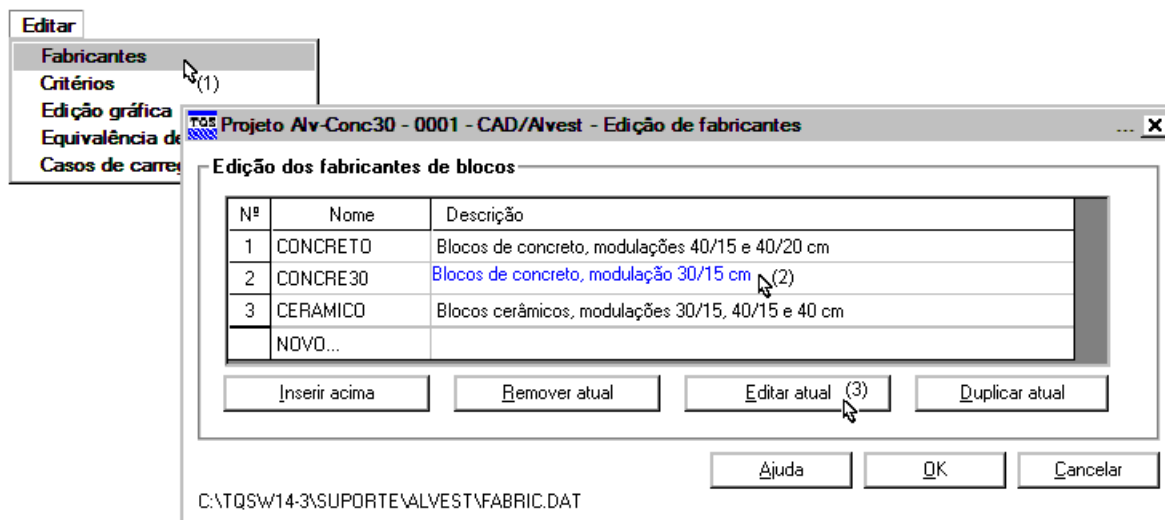 Editar
Fabricantes
(1)
Critérios
Edição gráfica
Equivalência de
Casos de carreg
TQS Projeto Alv-Conc30 - 0001 - CAD/Alvest - Edição de fabricantes ... X
Edição dos fabricantes de blocos
Nº Nome Descrição
1 CONCRETO Blocos de concreto, modulações 40/15 e 40/20 cm
2 CONCRE30 Blocos de concreto, modulação 30/15 cm (2)
3 CERAMICO Blocos cerâmicos, modulações 30/15, 40/15 e 40 cm
NOVO...
Inserir acima Remover atual Editar atual (3) Duplicar atual
Ajuda OK Cancelar
C:\TQSW14-3\SUPORTE\ALVEST\FABRIC.DAT